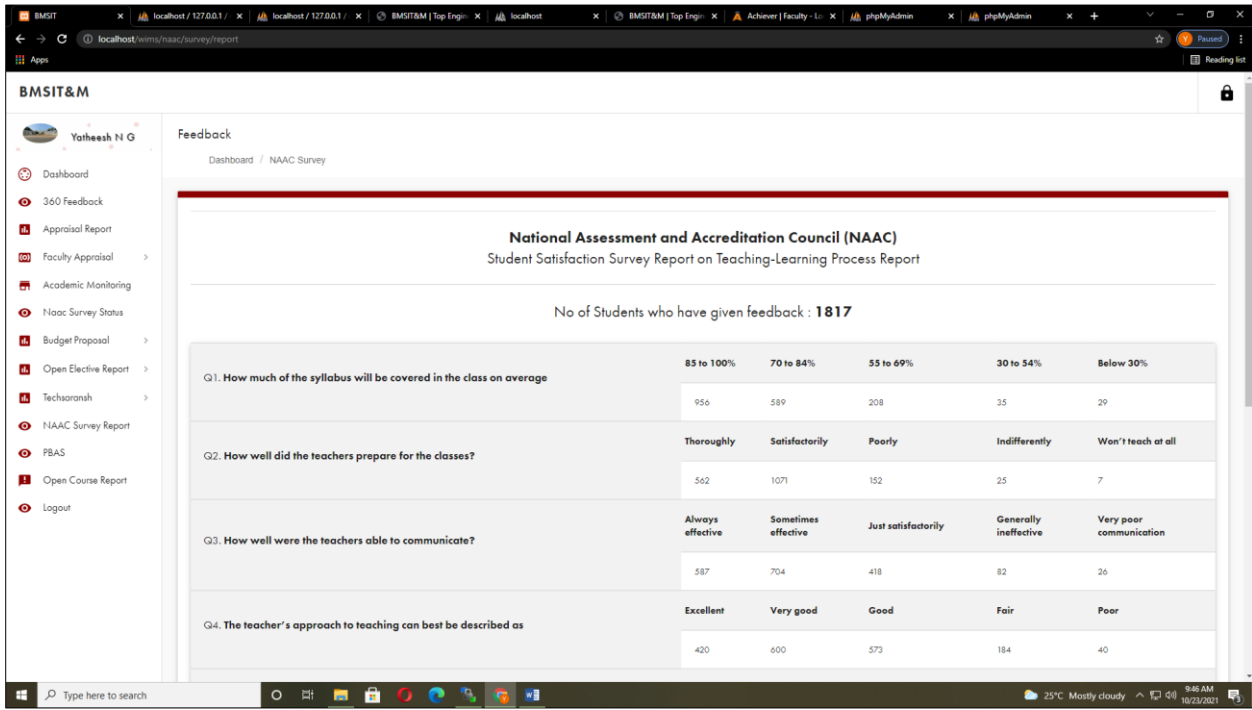 BMSIT
localhost / 127.0.0.1 /
localhost / 127.0.0.1 /
BMSIT&M | Top Engin
localhost
BMSIT&M | Top Engin
Achiever | Faculty - Lo
phpMyAdmin
phpMyAdmin
localhost/wims/naac/survey/report
Y Paused
Apps
Reading list
BMSIT&M
Yatheesh N G
Dashboard
360 Feedback
Appraisal Report
Faculty Appraisal
Academic Monitoring
Naac Survey Status
Budget Proposal
Open Elective Report
Techsaransh
NAAC Survey Report
PBAS
Open Course Report
Logout
Feedback
Dashboard / NAAC Survey
National Assessment and Accreditation Council (NAAC)
Student Satisfaction Survey Report on Teaching-Learning Process Report
No of Students who have given feedback : 1817
Q1. How much of the syllabus will be covered in the class on average
85 to 100% 70 to 84% 55 to 69% 30 to 54% Below 30%
956 589 208 35 29
Q2. How well did the teachers prepare for the classes?
Thoroughly Satisfactorily Poorly Indifferently Won't teach at all
562 1071 152 25 7
Q3. How well were the teachers able to communicate?
Always effective Sometimes effective Just satisfactorily Generally ineffective Very poor communication
587 704 418 82 26
Q4. The teacher's approach to teaching can best be described as
Excellent Very good Good Fair Poor
420 600 573 184 40
Type here to search
25°C Mostly cloudy
9:46 AM
10/23/2021